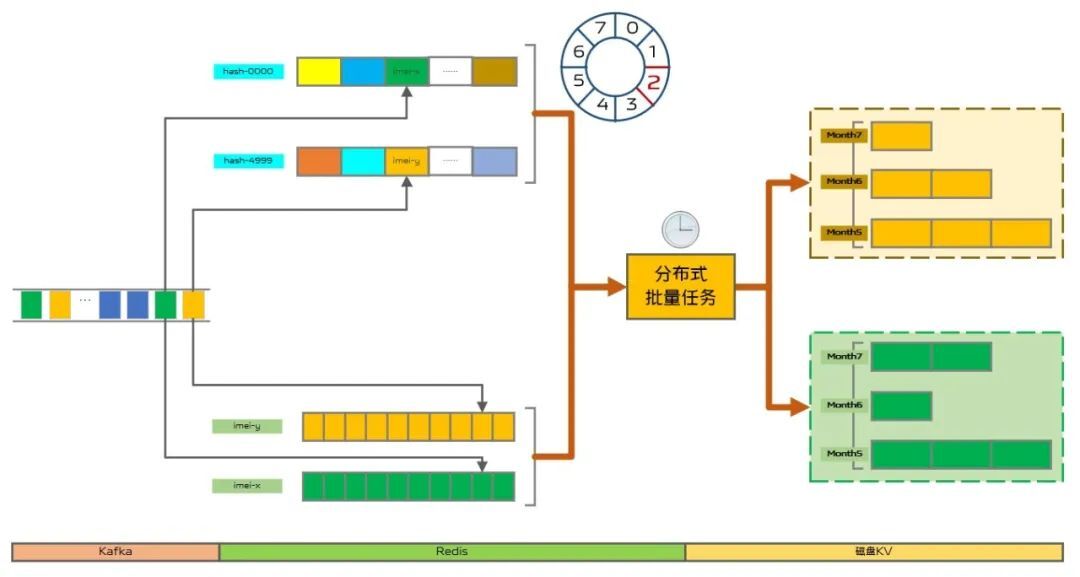 hash-0000
imei-x
......
hash-4999
imei-y
......
7 0
6 1
5 2
4 3
...
分布式
批量任务
Month7
Month6
Month5
imei-y
imei-x
Month7
Month6
Month5
Kafka
Redis
磁盘KV